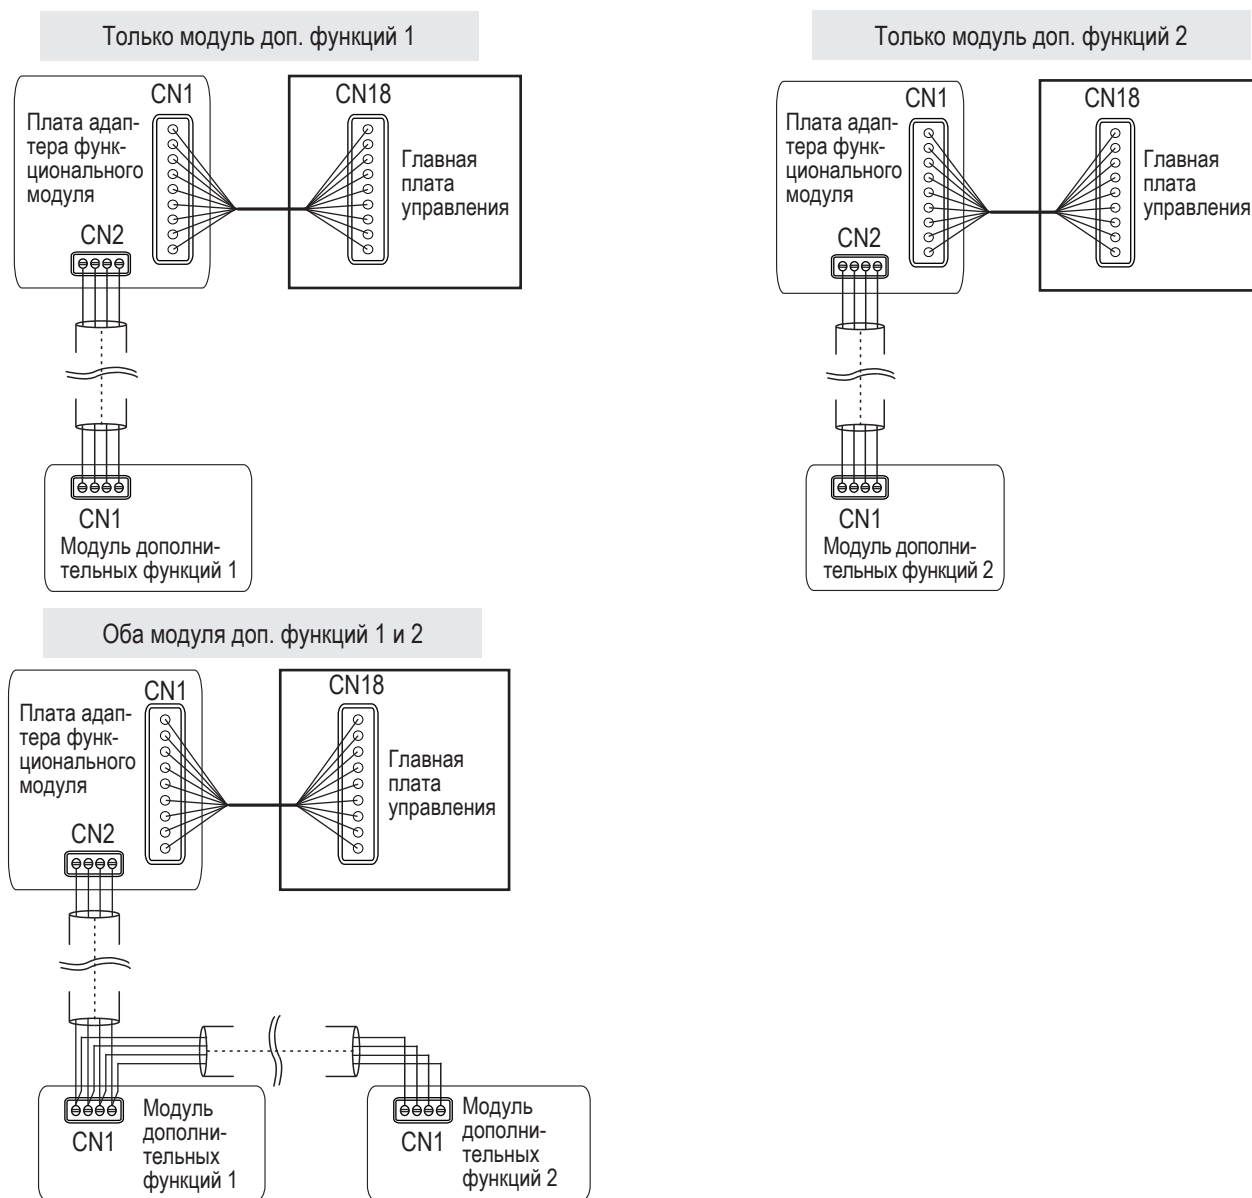 Только модуль доп. функций 1
CN1
CN18
Плата адап-
тера функ-
ционального
модуля
Главная
плата
управления
CN2
CN1
Модуль дополни-
тельных функций 1
Только модуль доп. функций 2
CN1
CN18
Плата адап-
тера функ-
ционального
модуля
Главная
плата
управления
CN2
CN1
Модуль дополни-
тельных функций 2
Оба модуля доп. функций 1 и 2
CN1
CN18
Плата адап-
тера функ-
ционального
модуля
Главная
плата
управления
CN2
CN1
Модуль
дополни-
тельных
функций 1
CN1
Модуль
дополни-
тельных
функций 2